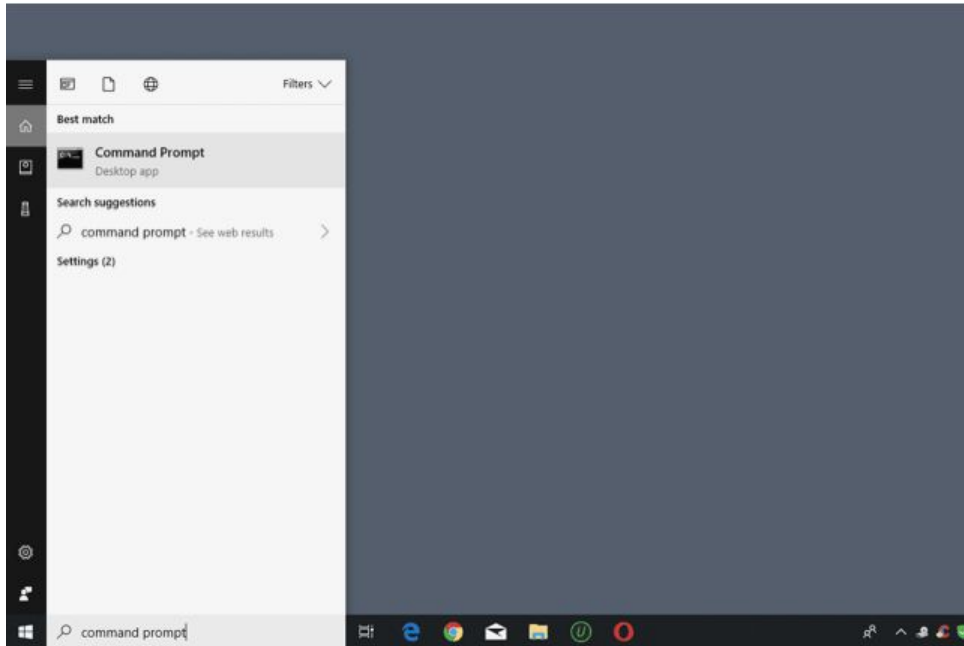 Filters
Best match
Command Prompt
Desktop app
Search suggestions
command prompt - See web results
Settings (2)
command prompt